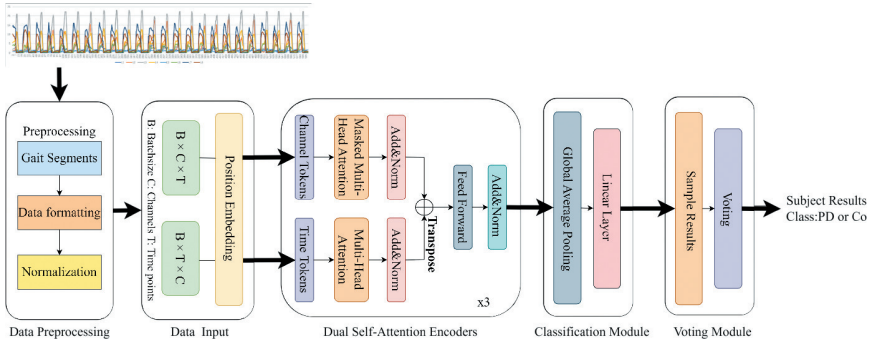 Preprocessing
Gait Segments
Data formatting
Normalization
Data Preprocessing
B: Batchsize C: Channels T: Time points
B×C×T
B×T×C
Position Embedding
Data Input
Channel Tokens
Masked Multi-
Head Attention
Add&Norm
Time Tokens
Multi-Head
Attention
Add&Norm
Transpose
Feed Forward
Add&Norm
x3
Dual Self-Attention Encoders
Global Average Pooling
Linear
Layer
Classification Module
Sample Results
Voting
Voting Module
Subject Results
Class:PD or Co